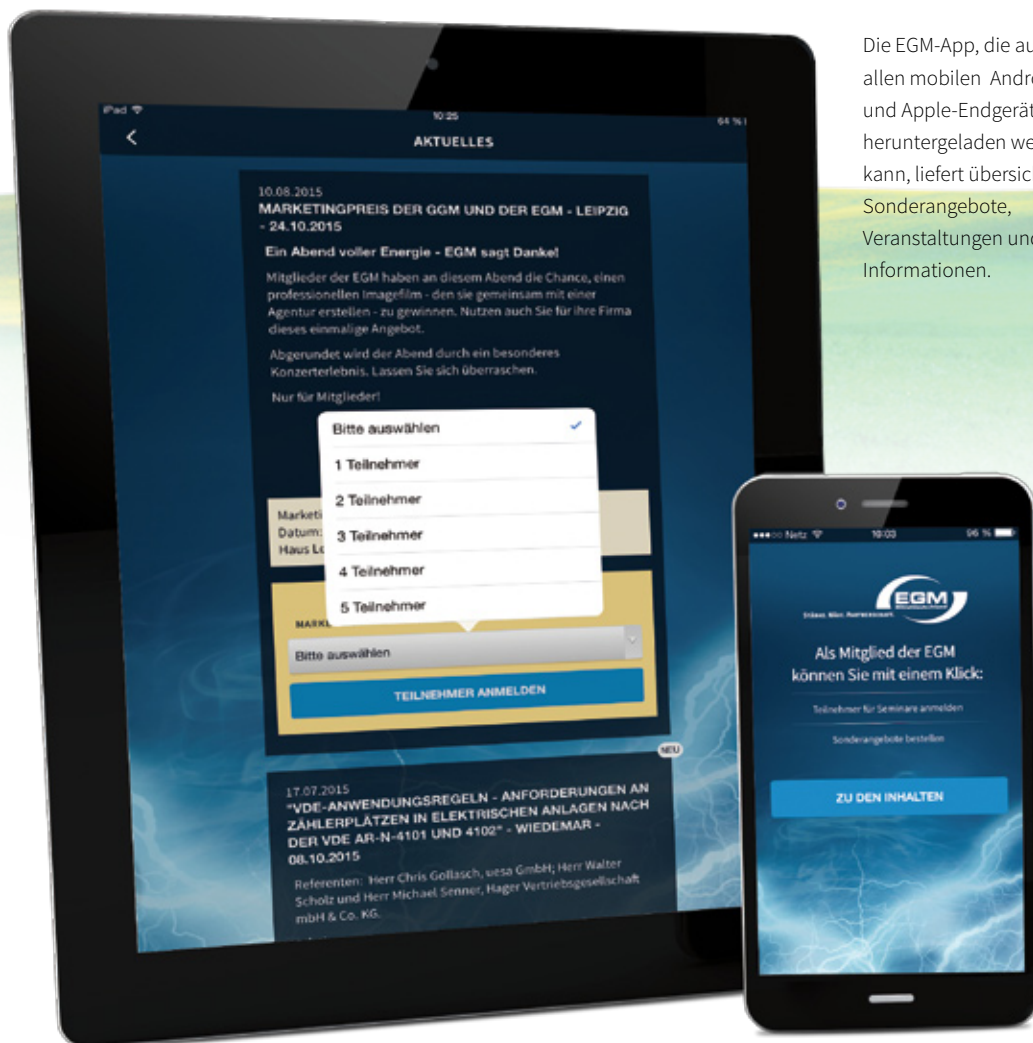 Die EGM-App, die au
allen mobilen Andr
und Apple-Endgerät
heruntergeladen we
kann, liefert übersic
Sonderangebote,
Veranstaltungen un
Informationen.
iPad
10:25
64 %
AKTUELLES
10.08.2015
MARKETINGPREIS DER GGM UND DER EGM - LEIPZIG
- 24.10.2015
Ein Abend voller Energie - EGM sagt Danke!
Mitglieder der EGM haben an diesem Abend die Chance, einen
professionellen Imagefilm - den sie gemeinsam mit einer
Agentur erstellen - zu gewinnen. Nutzen auch Sie für ihre Firma
dieses einmalige Angebot.
Abgerundet wird der Abend durch ein besonderes
Konzerterlebnis. Lassen Sie sich überraschen.
Nur für Mitglieder!
Bitte auswählen
1 Teilnehmer
2 Teilnehmer
3 Teilnehmer
4 Teilnehmer
5 Teilnehmer
Marketi
Datum:
Haus Le
MARK
Bitte auswählen
TEILNEHMER ANMELDEN
NEU
17.07.2015
"VDE-ANWENDUNGSREGELN - ANFORDERUNGEN AN
ZÄHLERPLÄTZEN IN ELEKTRISCHEN ANLAGEN NACH
DER VDE AR-N-4101 UND 4102" - WIEDEMAR -
08.10.2015
Referenten: Herr Chris Gollasch, uesa GmbH; Herr Walter
Scholz und Herr Michael Senner, Hager Vertriebsgesellschaft
mbH & Co. KG.
Netz
10:03
96 %
EGM
Als Mitglied der EGM
können Sie mit einem Klick:
Teilnehmer für Seminare anmelden
Sonderangebote bestellen
ZU DEN INHALTEN